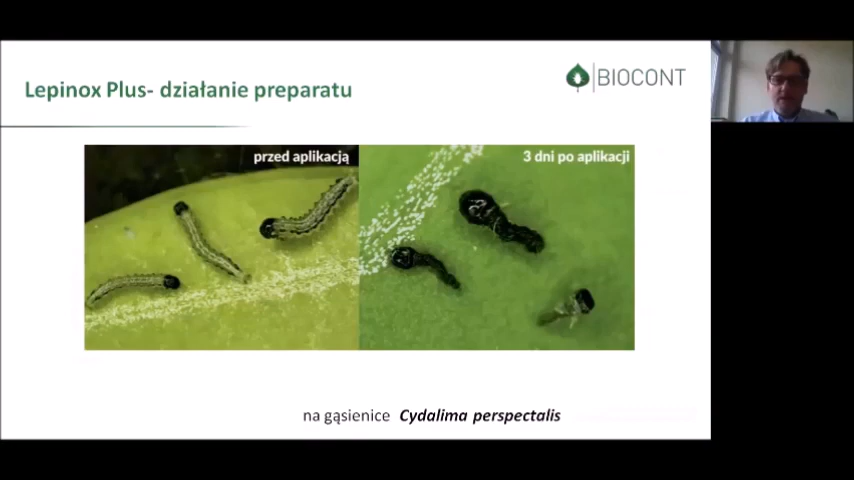 Lepinox Plus- działanie preparatu
BIOCONT
przed aplikacją
3 dni po aplikacji
na gąsienice Cydalima perspectalis